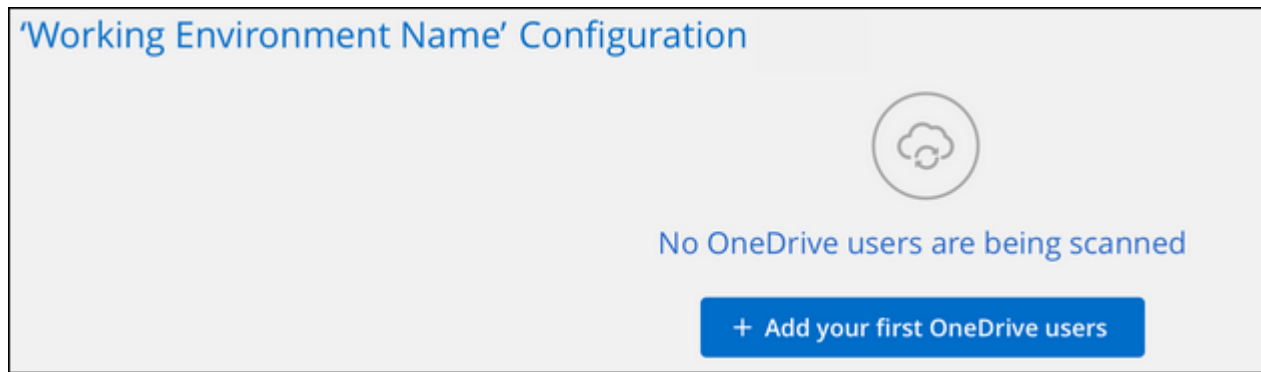 ‘Working Environment Name’ Configuration
No OneDrive users are being scanned
+ Add your first OneDrive users